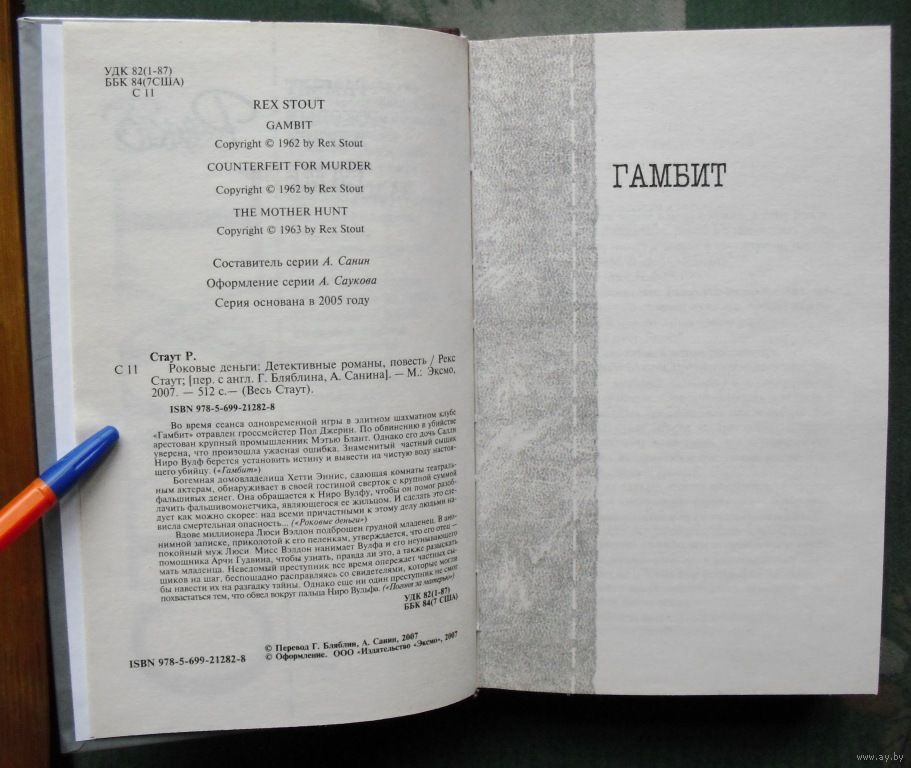 УДК 82(1-87)
ББК 84(7США)
С 11
REX STOUT
GAMBIT
Copyright © 1962 by Rex Stout
COUNTERFEIT FOR MURDER
Copyright © 1962 by Rex Stout
THE MOTHER HUNT
Copyright © 1963 by Rex Stout
Составитель серии А. Санин
Оформление серии А. Саукова
Серия основана в 2005 году
Стаут Р.
С 11 Роковые деньги: Детективные романы, повесть / Рекс
Стаут; [пер. с англ. Г. Бляблина, А. Санина]. — М.: Эксмо,
2007. — 512 с.— (Весь Стаут).
ISBN 978-5-699-21282-8
Во время сеанса одновременной игры в элитном шахматном клубе
«Гамбит» отравлен гроссмейстер Пол Джерин. По обвинению в убийстве
арестован крупный промышленник Мэтью Блант. Однако его дочь Салли
уверена, что произошла ужасная ошибка. Знаменитый частный сыщик
Ниро Вулф берется установить истину и вывести на чистую воду настоя-
щего убийцу. («Гамбит»)
Богемная домовладелица Хетти Эннис, сдающая комнаты театраль-
ным актерам, обнаруживает в своей гостиной сверток с крупной суммой
фальшивых денег. Она обращается к Ниро Вулфу, чтобы он помог разоб-
лачить фальшивомонетчика, являющегося ее жильцом. И сделать это сле-
дует как можно скорее: над всеми причастными к этому делу людьми на-
висла смертельная опасность... («Роковые деньги»)
Вдове миллионера Люси Вэлдон подброшен грудной младенец. В ано-
нимной записке, приколотой к его пеленкам, утверждается, что его отец —
покойный муж Люси. Мисс Вэлдон нанимает Вулфа и его неунывающего
помощника Арчи Гудвина, чтобы узнать, правда ли это, а также разыскать
мать младенца. Неведомый преступник все время опережает частных сы-
щиков на шаг, беспощадно расправляясь со свидетелями, которые могли
бы навести их на разгадку тайны. Однако еще ни один преступник не смог
похвастаться тем, что обвел вокруг пальца Ниро Вульфа. («Погоня за матерью»)
УДК 82(1-87)
ББК 84(7 США)
© Перевод Г. Бляблин, А. Санин, 2007
ISBN 978-5-699-21282-8 © Оформление. ООО «Издательство «Эксмо», 2007
ГАМБИТ
www.ay.by